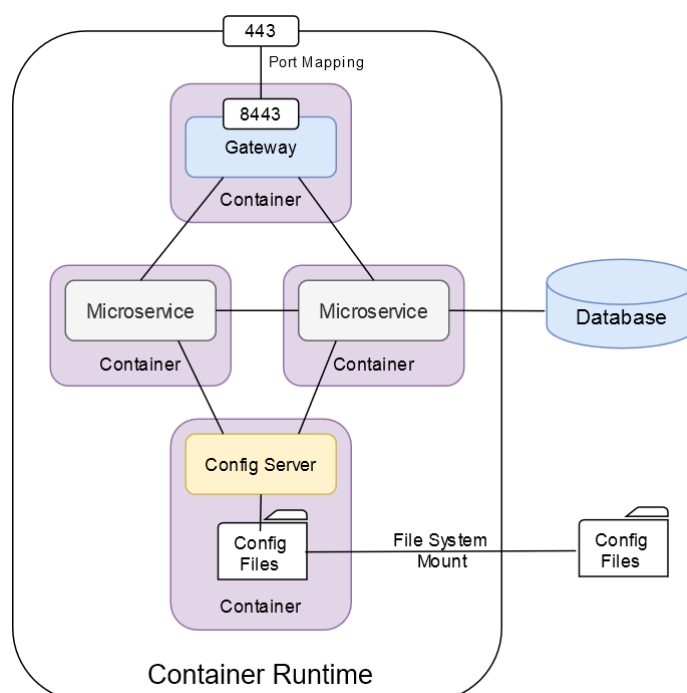 443
Port Mapping
8443
Gateway
Container
Microservice
Container
Microservice
Container
Database
Config Server
Config
Files
Container
File System
Mount
Config
Files
Container Runtime